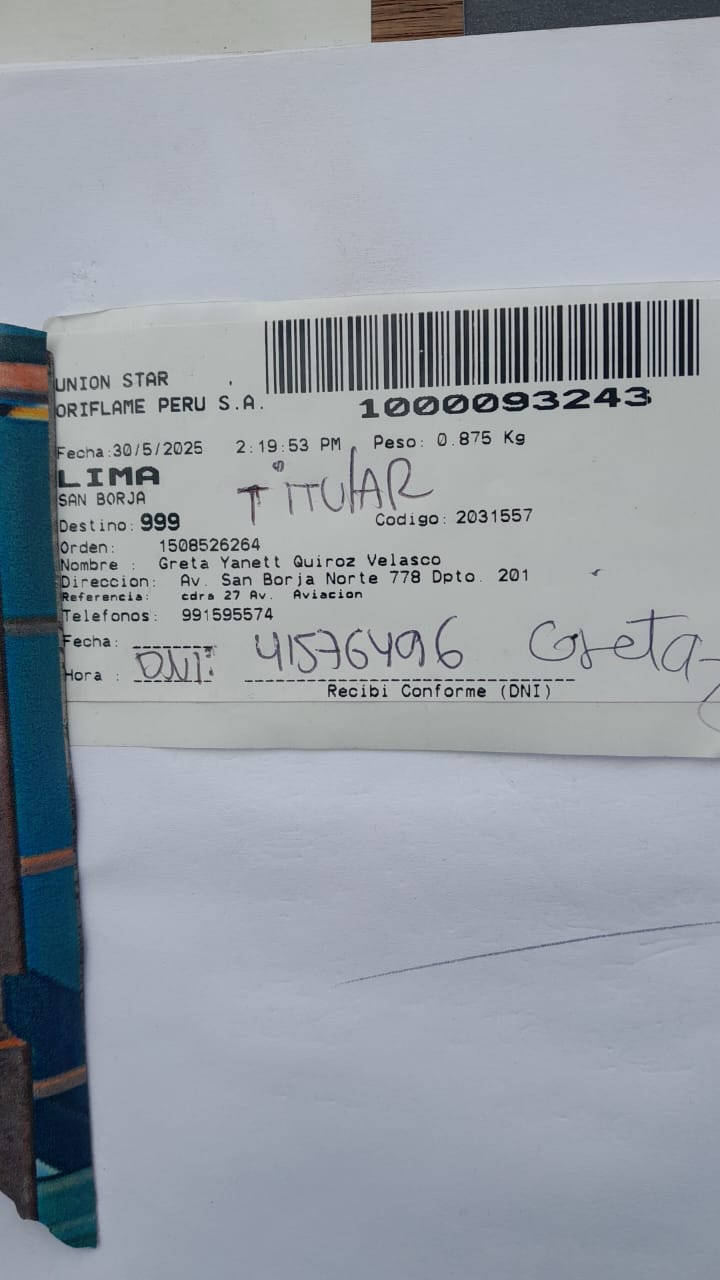 UNION STAR
ORIFLAME PERU S.A.
1000093243
Fecha:30/5/2025 2:19:53 PM Peso: 0.875 Kg
LIMA
SAN BORJA
TITULAR
Destino: 999 Codigo: 2031557
Orden: 1508526264
Nombre : Greta Yanett Quiroz Velasco
Direccion: Av. San Borja Norte 778 Dpto. 201
Referencia: cdra 27 Av. Aviacion
Telefonos: 991595574
Fecha:
Hora : DNI: 41576496 Greta
Recibi Conforme (DNI)